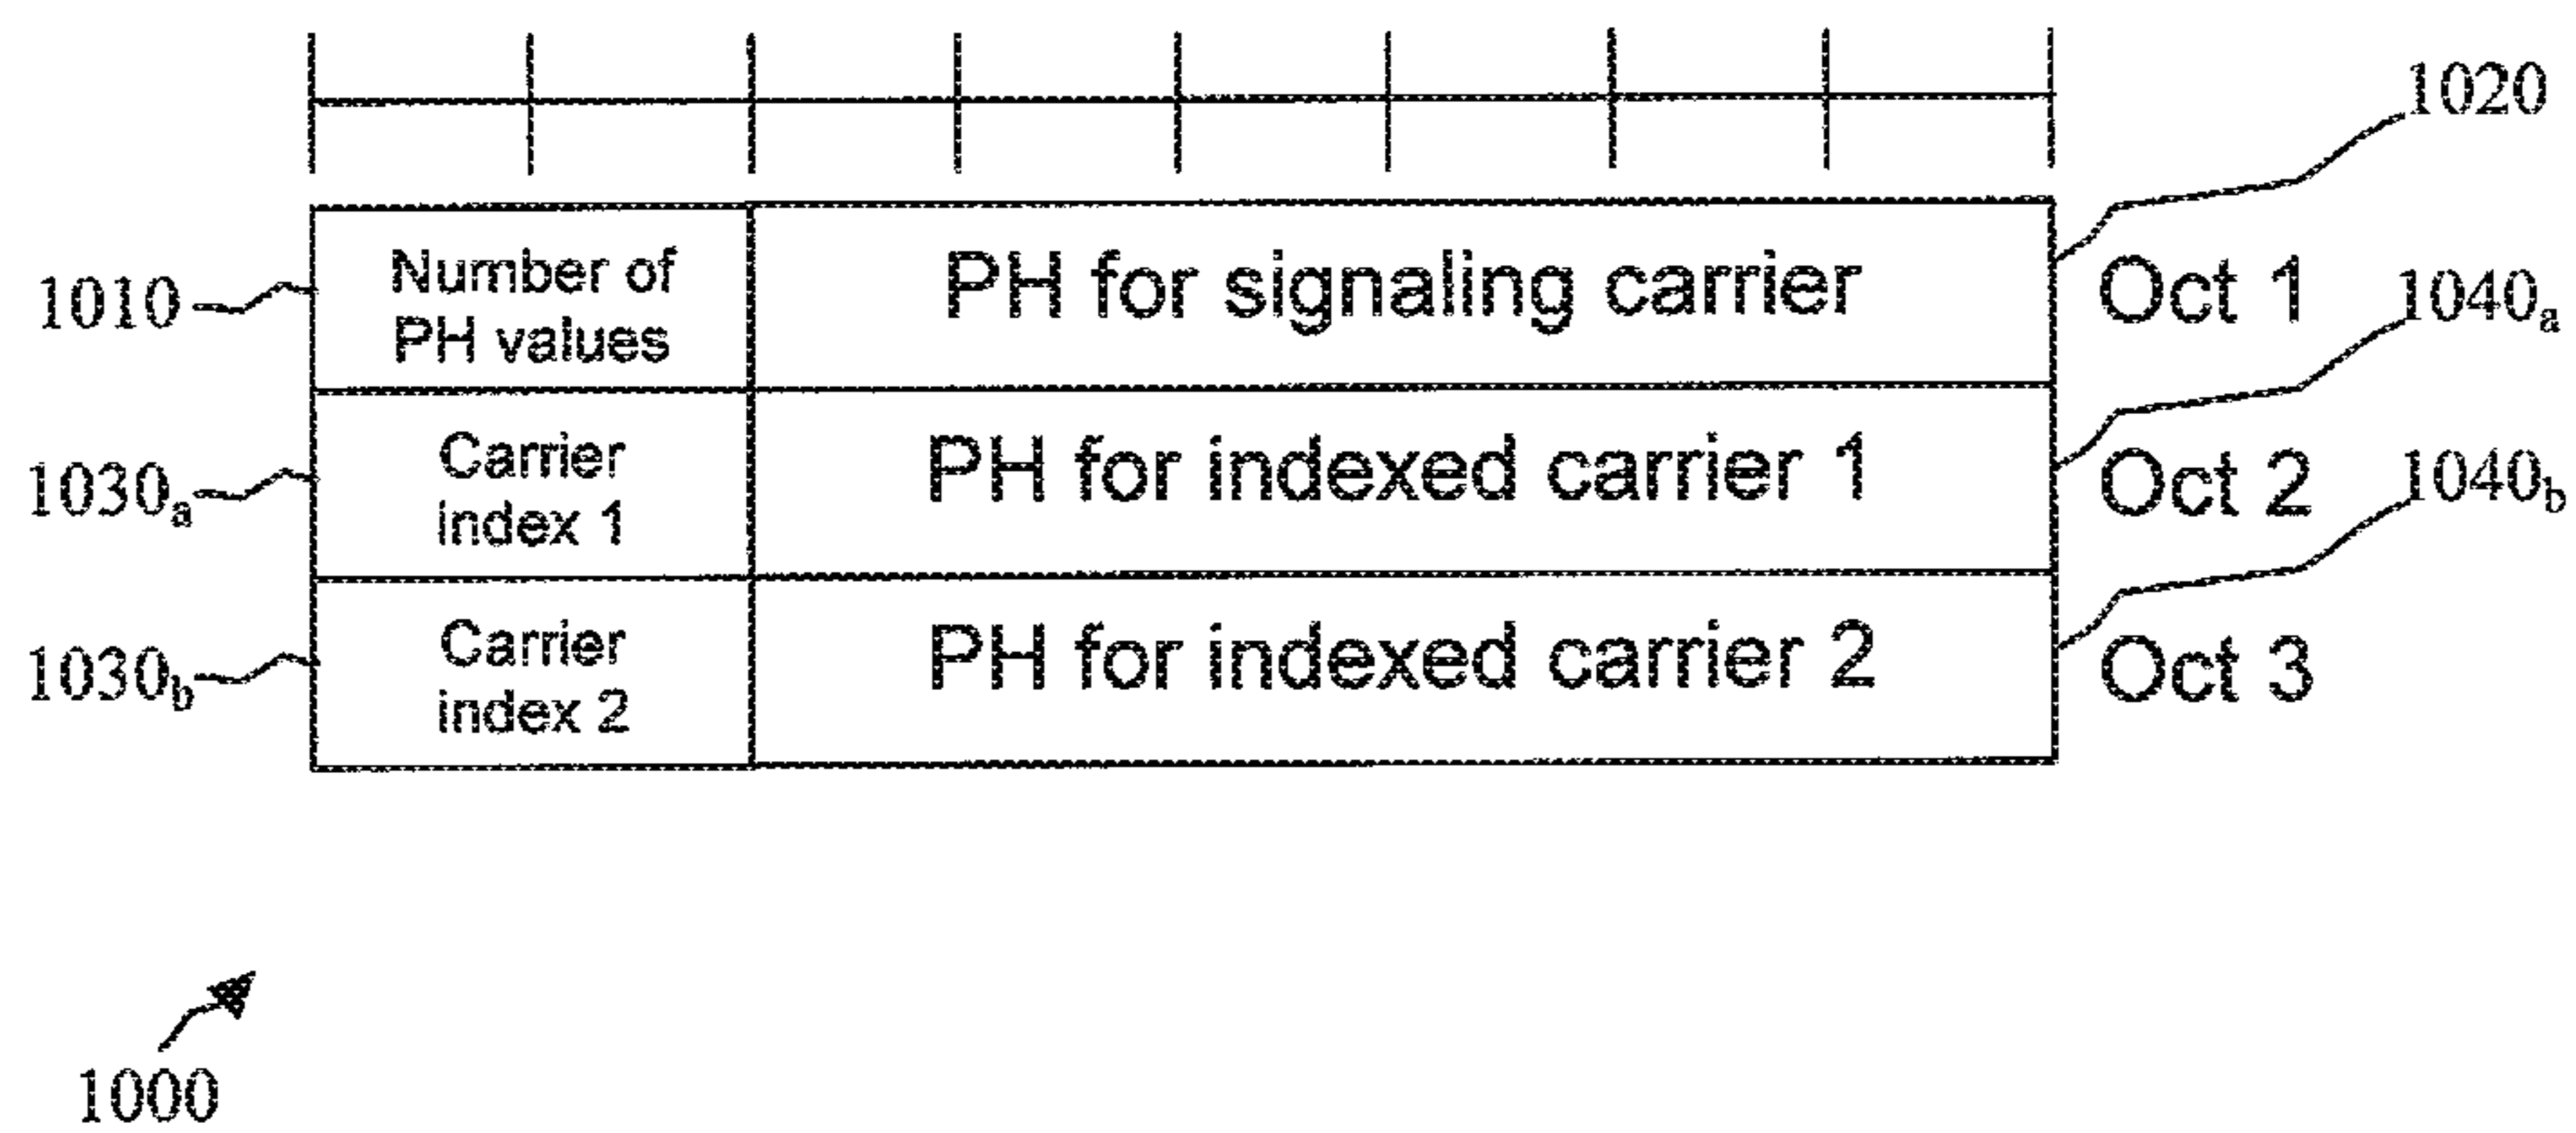 1020
1010
Number of
PH values
PH for signaling carrier
Oct 1
1040a
1030a
Carrier
index 1
PH for indexed carrier 1
Oct 2
1040b
1030b
Carrier
index 2
PH for indexed carrier 2
Oct 3
1000